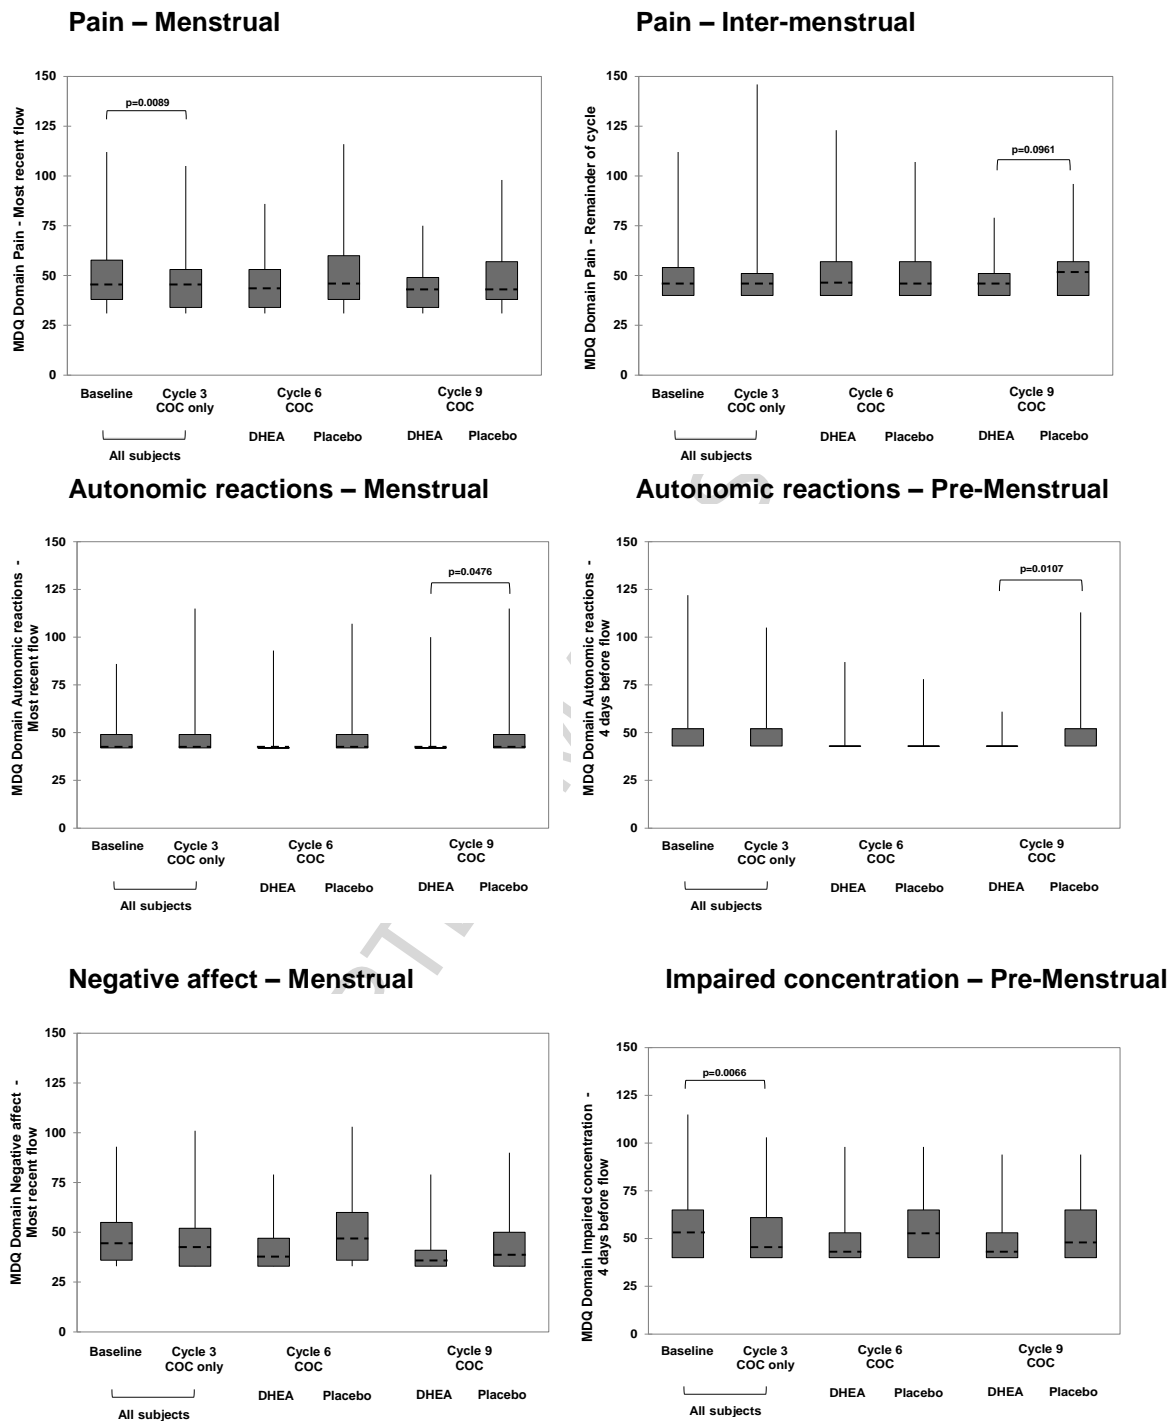 Pain – Menstrual
MDQ Domain Pain - Most recent flow
150
125
100
75
50
25
0
p=0.0089
Baseline
Cycle 3
COC only
Cycle 6
COC
Cycle 9
COC
DHEA
Placebo
DHEA
Placebo
All subjects
Pain – Inter-menstrual
MDQ Domain Pain - Remainder of cycle
150
125
100
75
50
25
0
p=0.0961
Baseline
Cycle 3
COC only
Cycle 6
COC
Cycle 9
COC
DHEA
Placebo
DHEA
Placebo
All subjects
Autonomic reactions – Menstrual
MDQ Domain Autonomic reactions -
Most recent flow
150
125
100
75
50
25
0
p=0.0476
Baseline
Cycle 3
COC only
Cycle 6
COC
Cycle 9
COC
DHEA
Placebo
DHEA
Placebo
All subjects
Autonomic reactions – Pre-Menstrual
MDQ Domain Autonomic reactions -
4 days before flow
150
125
100
75
50
25
0
p=0.0107
Baseline
Cycle 3
COC only
Cycle 6
COC
Cycle 9
COC
DHEA
Placebo
DHEA
Placebo
All subjects
Negative affect – Menstrual
MDQ Domain Negative affect -
Most recent flow
150
125
100
75
50
25
0
Baseline
Cycle 3
COC only
Cycle 6
COC
Cycle 9
COC
DHEA
Placebo
DHEA
Placebo
All subjects
Impaired concentration – Pre-Menstrual
MDQ Domain Impaired concentration -
4 days before flow
150
125
100
75
50
25
0
p=0.0066
Baseline
Cycle 3
COC only
Cycle 6
COC
Cycle 9
COC
DHEA
Placebo
DHEA
Placebo
All subjects